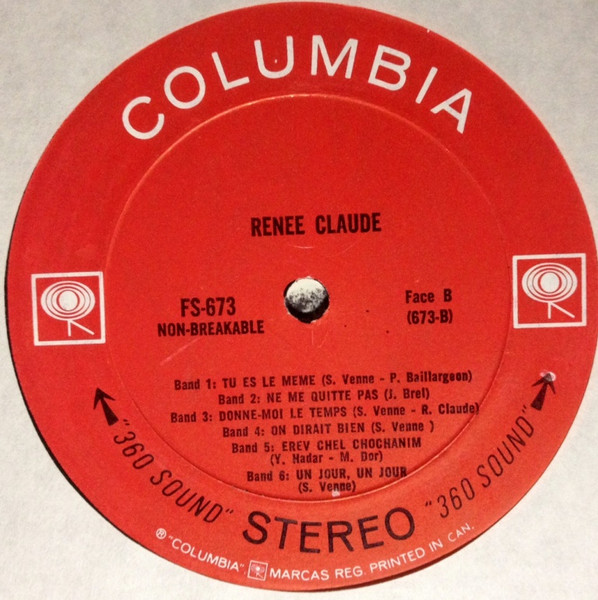 COLUMBIA
RENEE CLAUDE
FS-673
NON-BREAKABLE
Face B
(673-B)
Band 1: TU ES LE MEME (S. Venne - P. Baillargeon)
Band 2: NE ME QUITTE PAS (J. Brel)
Band 3: DONNE-MOI LE TEMPS (S. Venne - R. Claude)
Band 4: ON DIRAIT BIEN (S. Venne )
Band 5: EREV CHEL CHOCHANIM
(Y. Hadar - M. Dor)
Band 6: UN JOUR, UN JOUR
(S. Venne)
"360 SOUND" STEREO "360 SOUND"
® "COLUMBIA", MARCAS REG. PRINTED IN CAN.